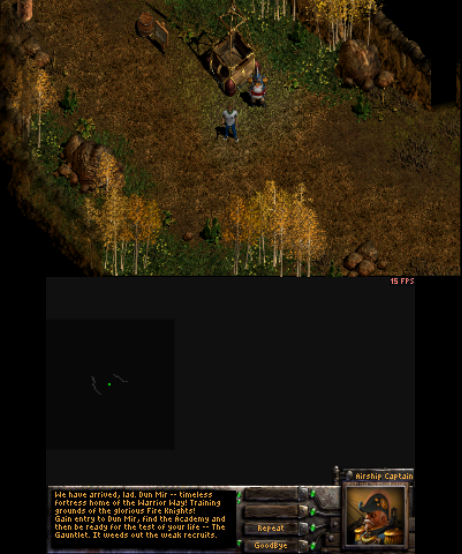 15 FPS
Airship Captain
We have arrived, lad. Dun Mir -- timeless
fortress home of the Warrior Way! Training
grounds of the glorious Fire Knights!
Gain entry to Dun Mir, find the Academy and
then be ready for the test of your life -- The
Gauntlet. It weeds out the weak recruits.
Repeat
GoodBye